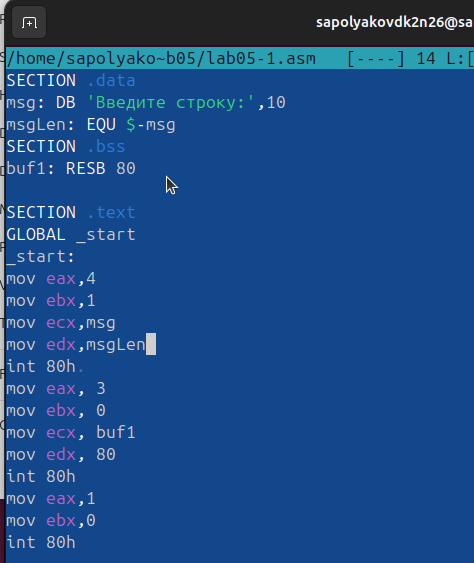 sapolyakovdk2n26@sa
/home/sapolyako~b05/lab05-1.asm [----] 14 L:[
SECTION .data
msg: DB 'Введите строку:',10
msgLen: EQU $-msg
SECTION .bss
buf1: RESB 80
SECTION .text
GLOBAL _start
_start:
mov eax,4
mov ebx,1
mov ecx,msg
mov edx,msgLen
int 80h.
mov eax, 3
mov ebx, 0
mov ecx, buf1
mov edx, 80
int 80h
mov eax,1
mov ebx,0
int 80h